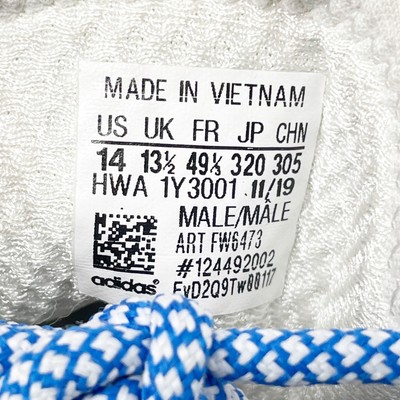 MADE IN VIETNAM
US UK FR JP CHN
14 13½ 49⅓ 320 305
HWA 1Y3001 11/19
MALE/MÂLE
ART FW6473
#124492002
adidas EvD2Q9Tw08117